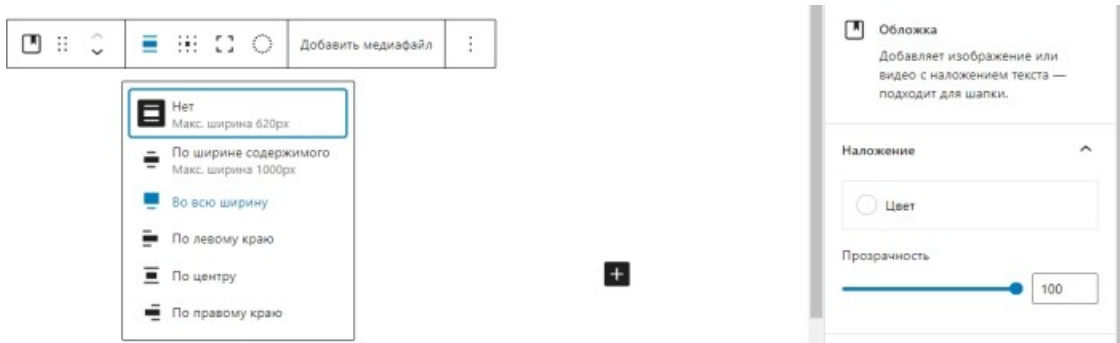 Добавить медиафайл
Нет
Макс. ширина 620px
По ширине содержимого
Макс. ширина 1000px
Во всю ширину
По левому краю
По центру
По правому краю
Обложка
Добавляет изображение или
видео с наложением текста —
подходит для шапки.
Наложение
Цвет
Прозрачность
100